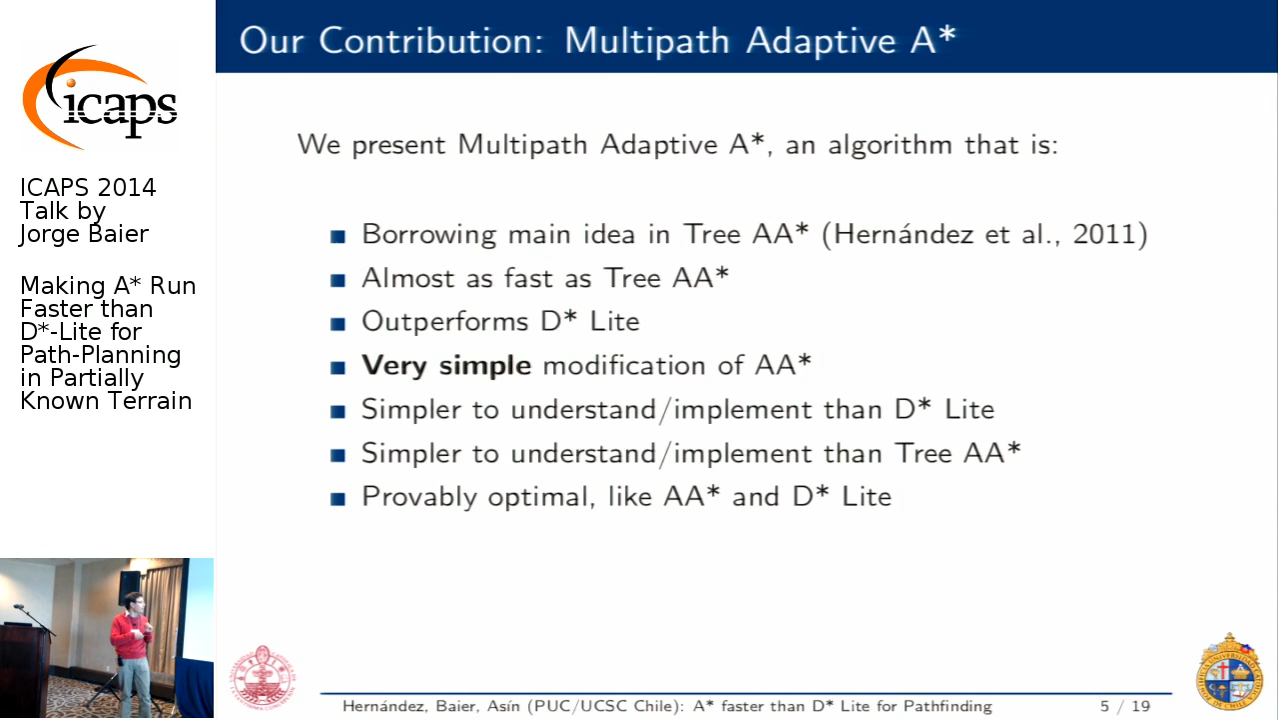 icaps
ICAPS 2014
Talk by
Jorge Baier
Making A* Run
Faster than
D*-Lite for
Path-Planning
in Partially
Known Terrain
Our Contribution: Multipath Adaptive A*
We present Multipath Adaptive A*, an algorithm that is:
Borrowing main idea in Tree AA* (Hernández et al., 2011)
Almost as fast as Tree AA*
Outperforms D* Lite
Very simple modification of AA*
Simpler to understand/implement than D* Lite
Simpler to understand/implement than Tree AA*
Provably optimal, like AA* and D* Lite
Hernández, Baier, Asín (PUC/UCSC Chile): A* faster than D* Lite for Pathfinding
5 / 19